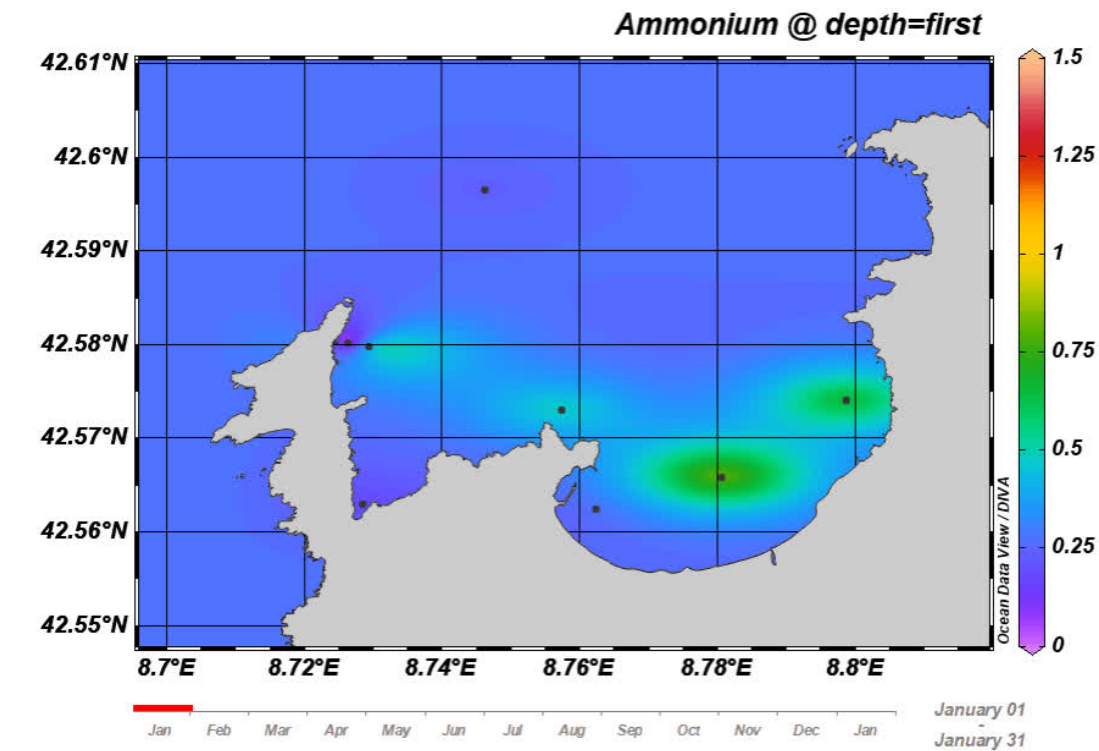 Ammonium @ depth=first
42.61°N
42.6°N
42.59°N
42.58°N
42.57°N
42.56°N
42.55°N
8.7°E 8.72°E 8.74°E 8.76°E 8.78°E 8.8°E
1.5
1.25
1
0.75
0.5
0.25
0
Ocean Data View / DIVA
Jan Feb Mar Apr May Jun Jul Aug Sep Oct Nov Dec Jan
January 01
-
January 31